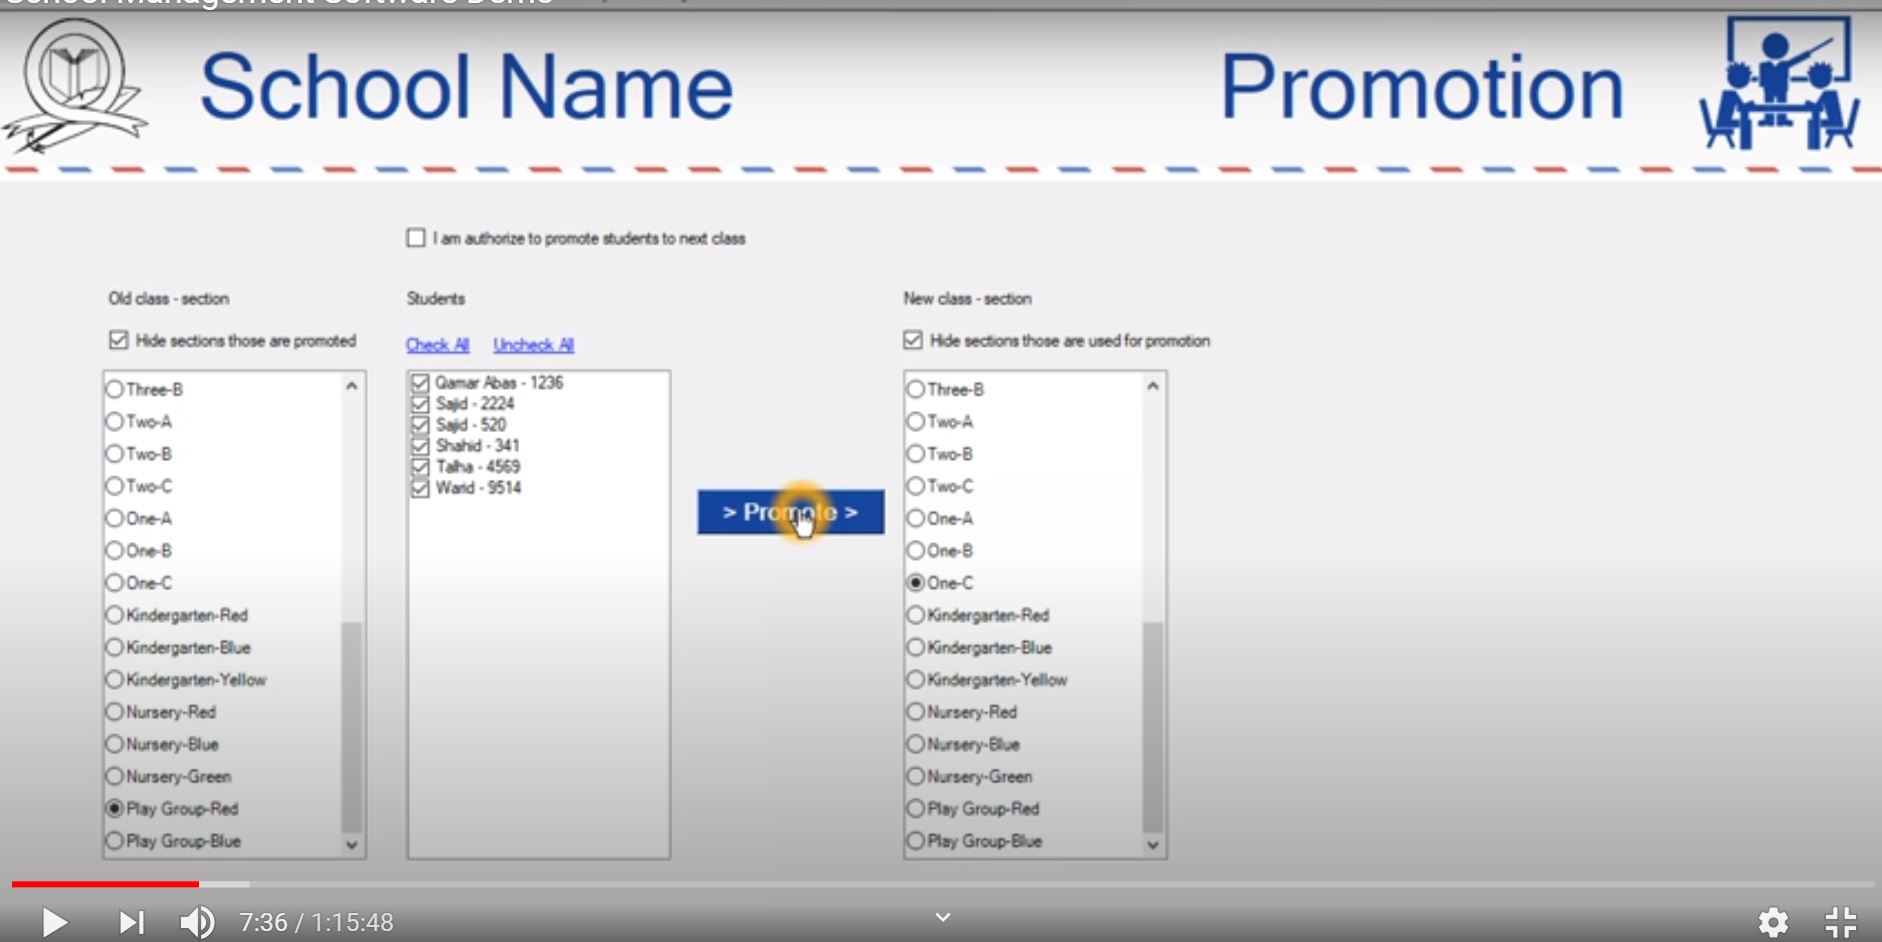 School Management Software Demo
School Name
Promotion
I am authorize to promote students to next class
Old class - section
Students
New class - section
Hide sections those are promoted
Check All Uncheck All
Hide sections those are used for promotion
Three-B
Two-A
Two-B
Two-C
One-A
One-B
One-C
Kindergarten-Red
Kindergarten-Blue
Kindergarten-Yellow
Nursery-Red
Nursery-Blue
Nursery-Green
Play Group-Red
Play Group-Blue
Qamar Abas - 1236
Sajid - 2224
Sajid - 520
Shahid - 341
Talha - 4569
Warid - 9514
> Promote >
Three-B
Two-A
Two-B
Two-C
One-A
One-B
One-C
Kindergarten-Red
Kindergarten-Blue
Kindergarten-Yellow
Nursery-Red
Nursery-Blue
Nursery-Green
Play Group-Red
Play Group-Blue
7:36 / 1:15:48